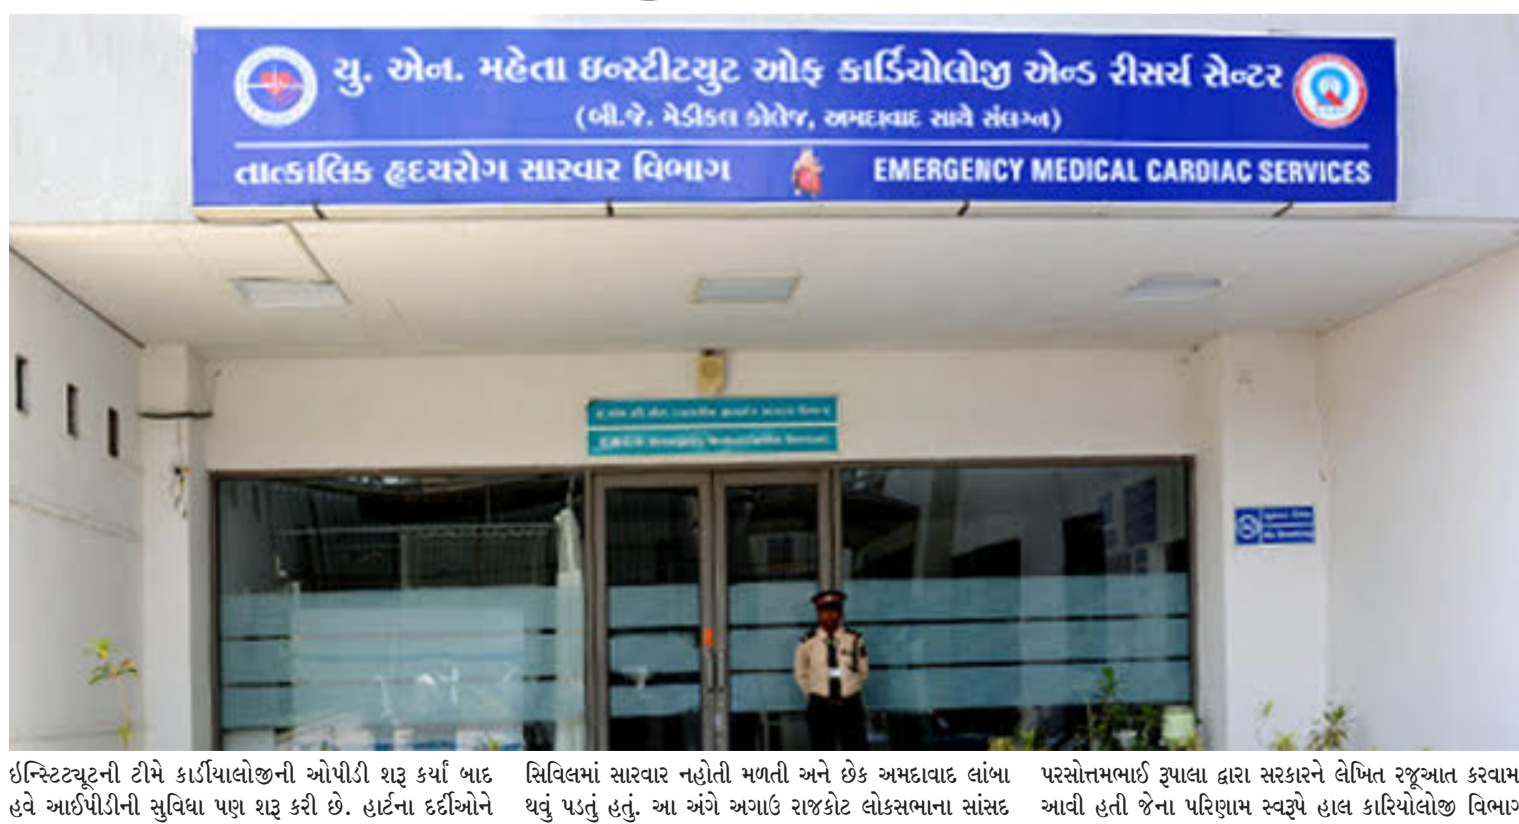 યુ. એન. મહેતા ઇન્સ્ટીટયુટ ઓફ કાર્ડિયોલોજી એન્ડ રીસર્ચ સેન્ટર
(બી.જે. મેડીકલ કોલેજ, અમદાવાદ સાથે સંલગ્ન)
તાત્કાલિક હૃદયરોગ સારવાર વિભાગ EMERGENCY MEDICAL CARDIAC SERVICES
ઇન્સ્ટિટ્યૂટની ટીમે કાર્ડીયાલોજીની ઓપીડી શરૂ કર્યાં બાદ
હવે આઈપીડીની સુવિધા પણ શરૂ કરી છે. હાર્ટના દર્દીઓને
સિવિલમાં સારવાર નહોતી મળતી અને છેક અમદાવાદ લાંબા
થવું પડતું હતું. આ અંગે અગાઉ રાજકોટ લોકસભાના સાંસદ
પરસોત્તમભાઈ રૂપાલા દ્વારા સરકારને લેખિત રજૂઆત કરવામ
આવી હતી જેના પરિણામ સ્વરૂપે હાલ કારિયોલોજી વિભાગ